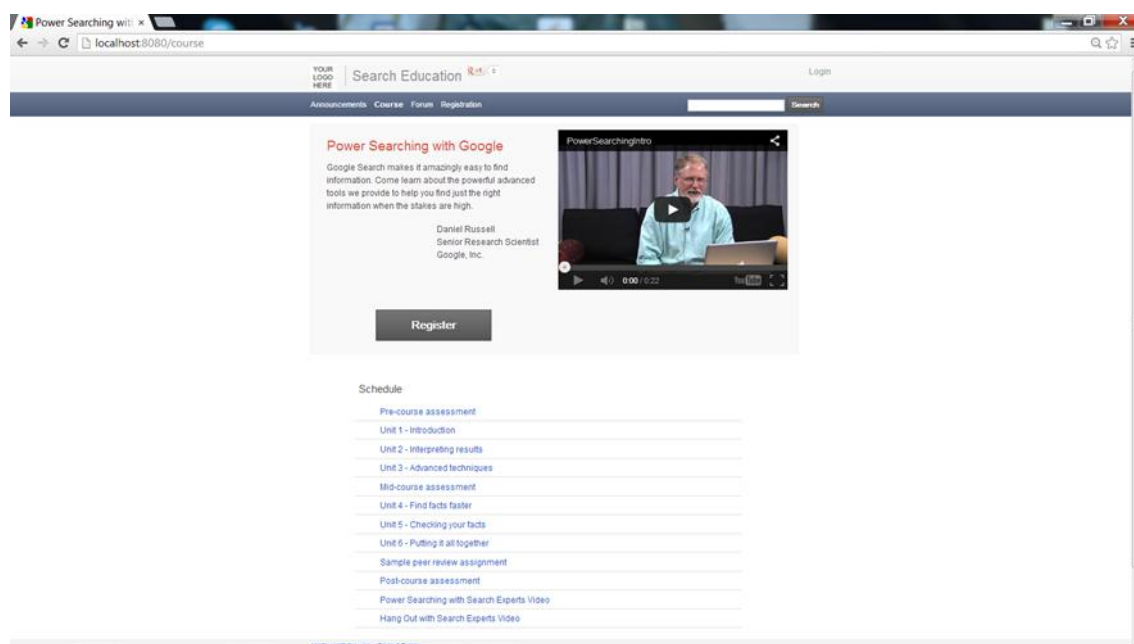 Power Searching wit
localhost:8080/course
YOUR
LOGO
HERE
Search Education
Login
Announcements Course Forum Registration
Search
Power Searching with Google
Google Search makes it amazingly easy to find
information. Come learn about the powerful advanced
tools we provide to help you find just the right
information when the stakes are high.
Daniel Russell
Senior Research Scientist
Google, Inc.
PowerSearchingIntro
0:00 / 0:22
YouTube
Register
Schedule
Pre-course assessment
Unit 1 - Introduction
Unit 2 - Interpreting results
Unit 3 - Advanced techniques
Mid-course assessment
Unit 4 - Find facts faster
Unit 5 - Checking your facts
Unit 6 - Putting it all together
Sample peer review assignment
Post-course assessment
Power Searching with Search Experts Video
Hang Out with Search Experts Video